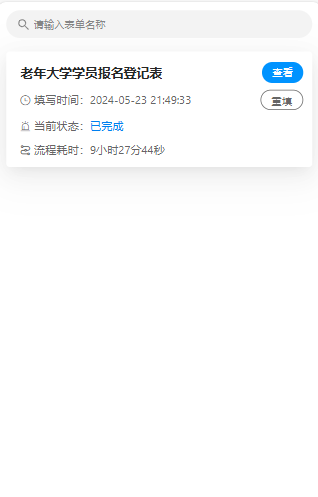 请输入表单名称
老年大学学员报名登记表
查看
填写时间：2024-05-23 21:49:33
重填
当前状态：已完成
流程耗时：9小时27分44秒